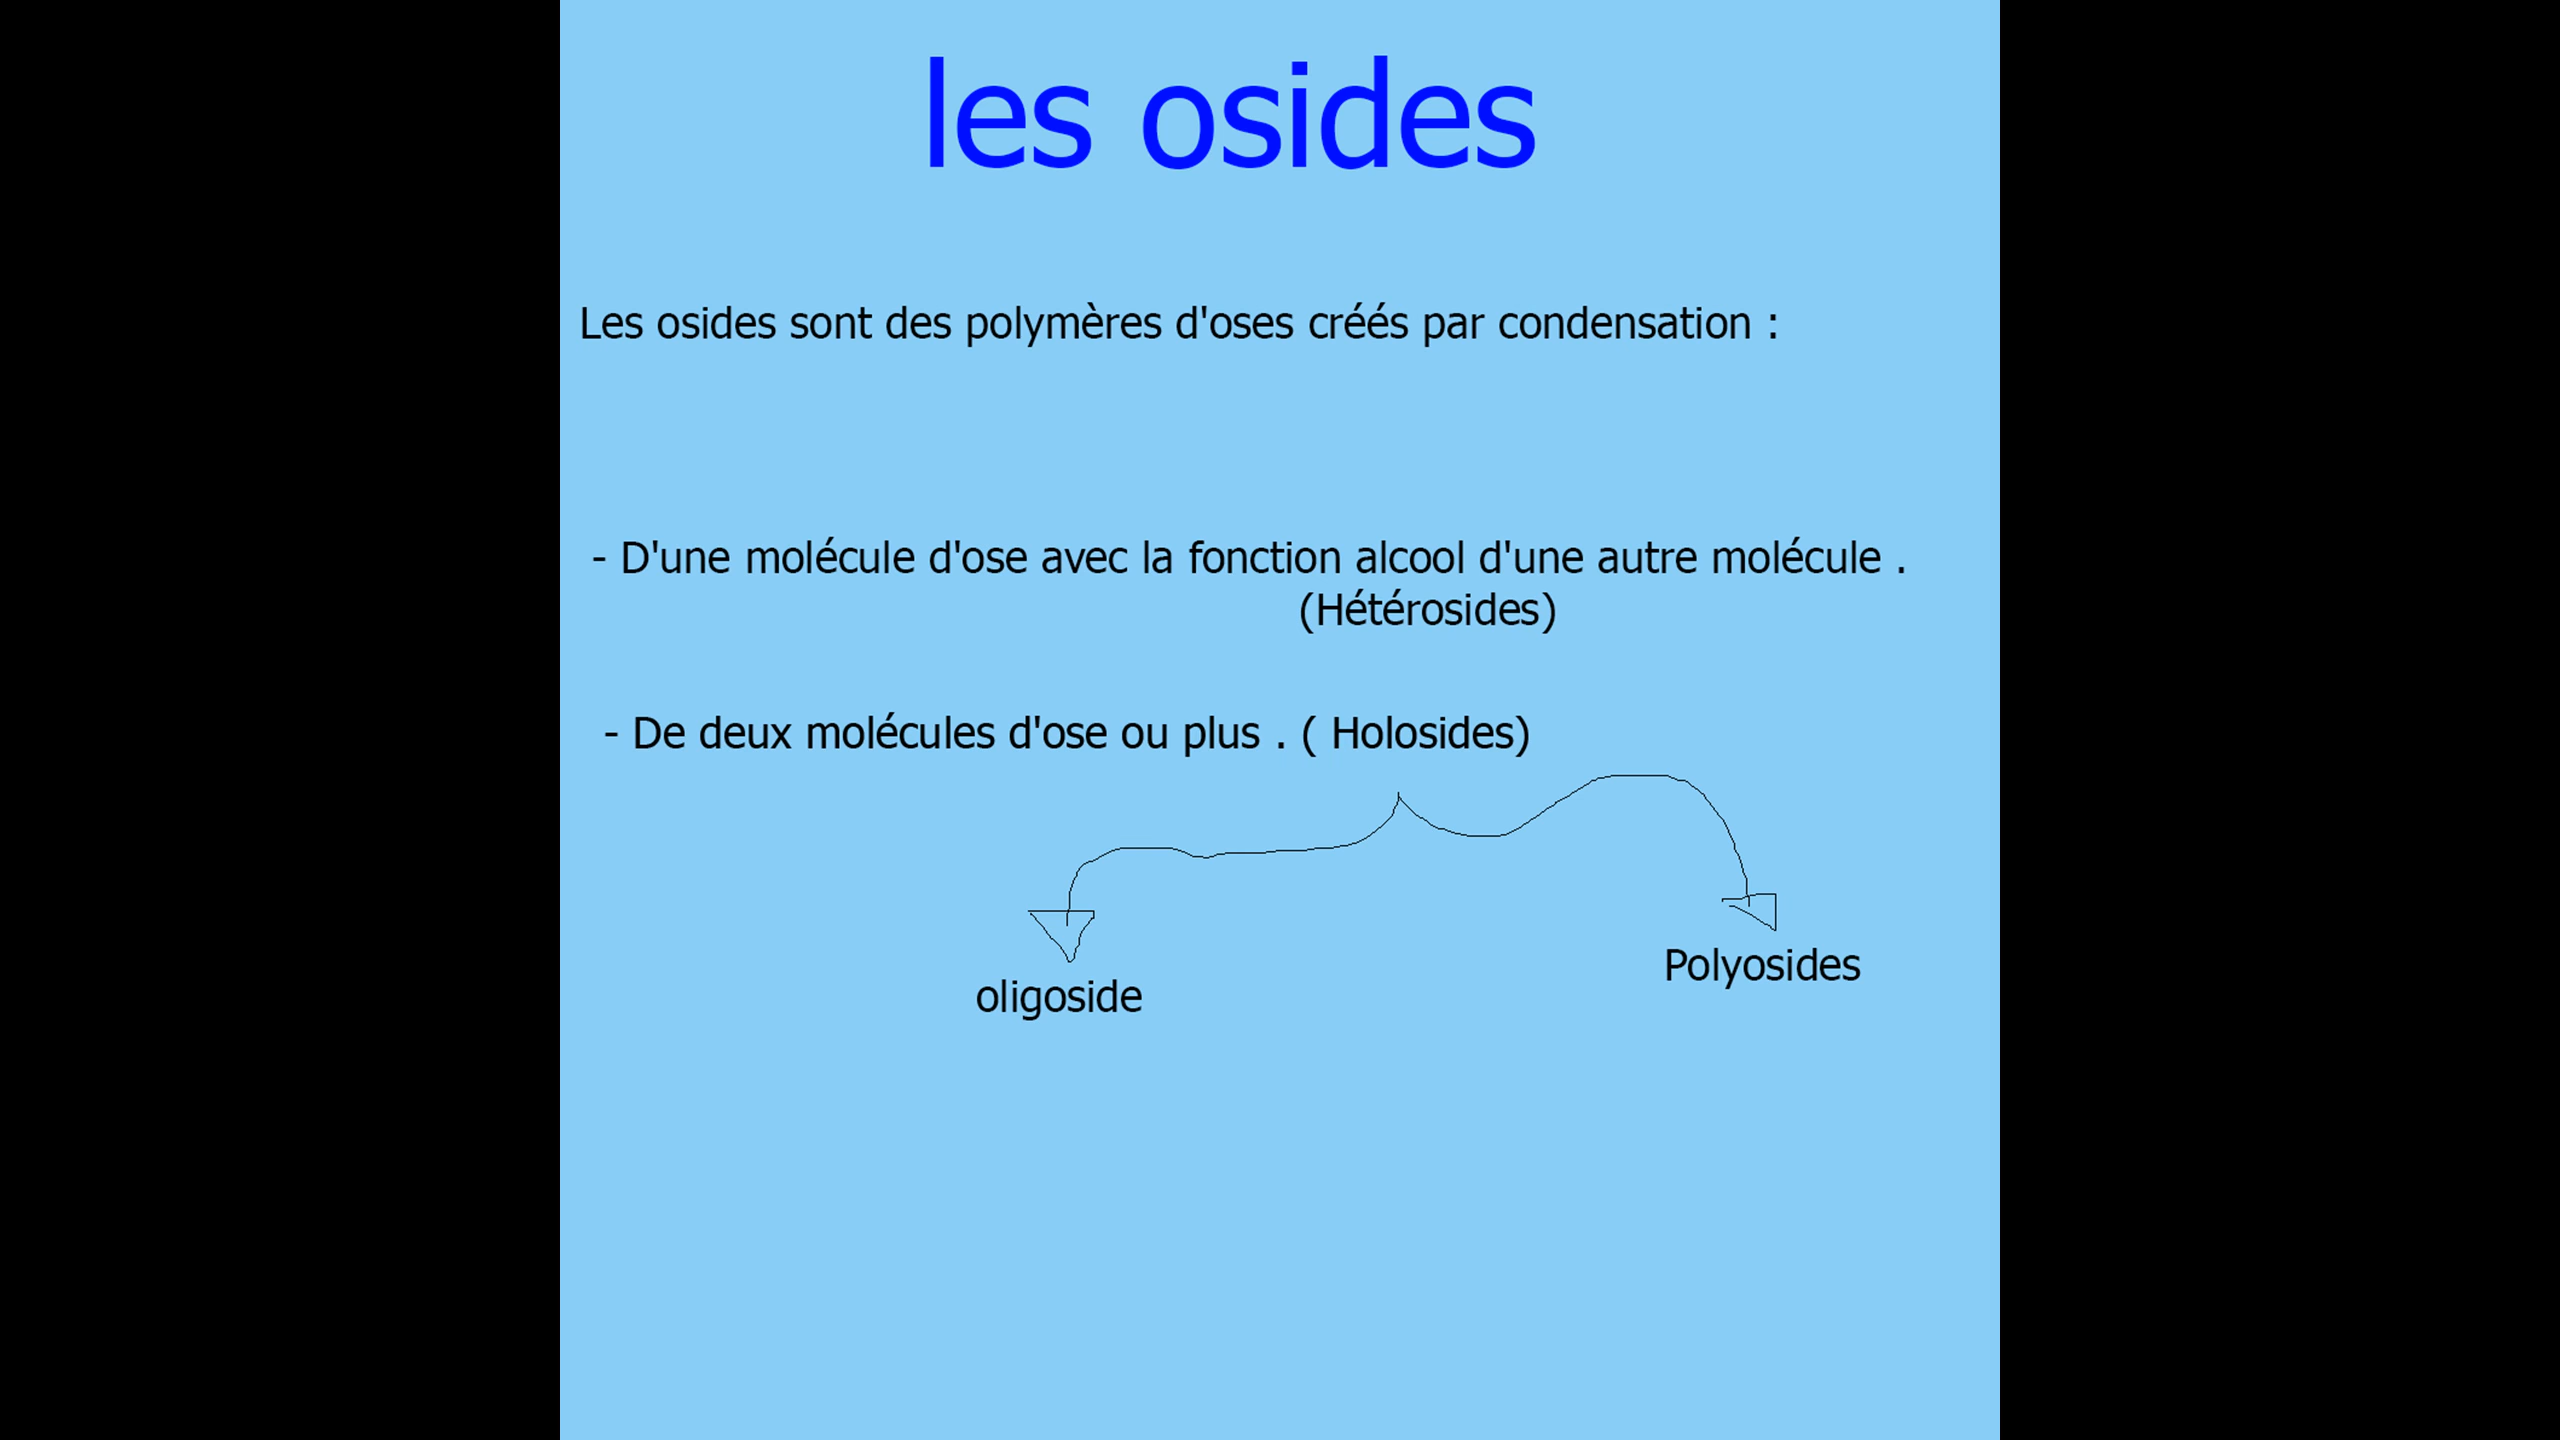 les osides
Les osides sont des polymères d'oses créés par condensation :
- D'une molécule d'ose avec la fonction alcool d'une autre molécule .
(Hétérosides)
- De deux molécules d'ose ou plus . ( Holosides)
oligoside
Polyosides